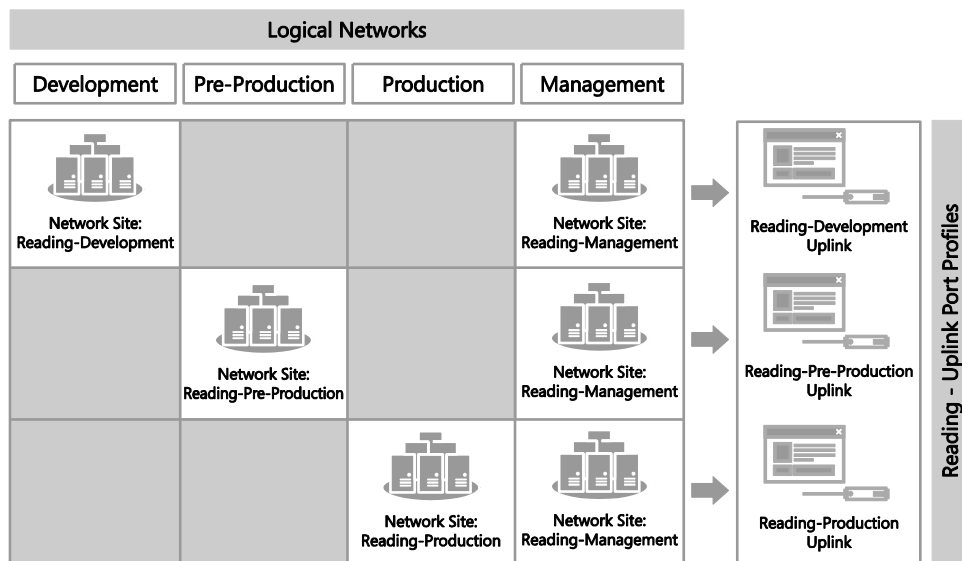 Logical Networks
Development
Pre-Production
Production
Management
Network Site:
Reading-Development
Network Site:
Reading-Management
Reading-Development
Uplink
Network Site:
Reading-Pre-Production
Network Site:
Reading-Management
Reading-Pre-Production
Uplink
Network Site:
Reading-Production
Network Site:
Reading-Management
Reading-Production
Uplink
Reading - Uplink Port Profiles